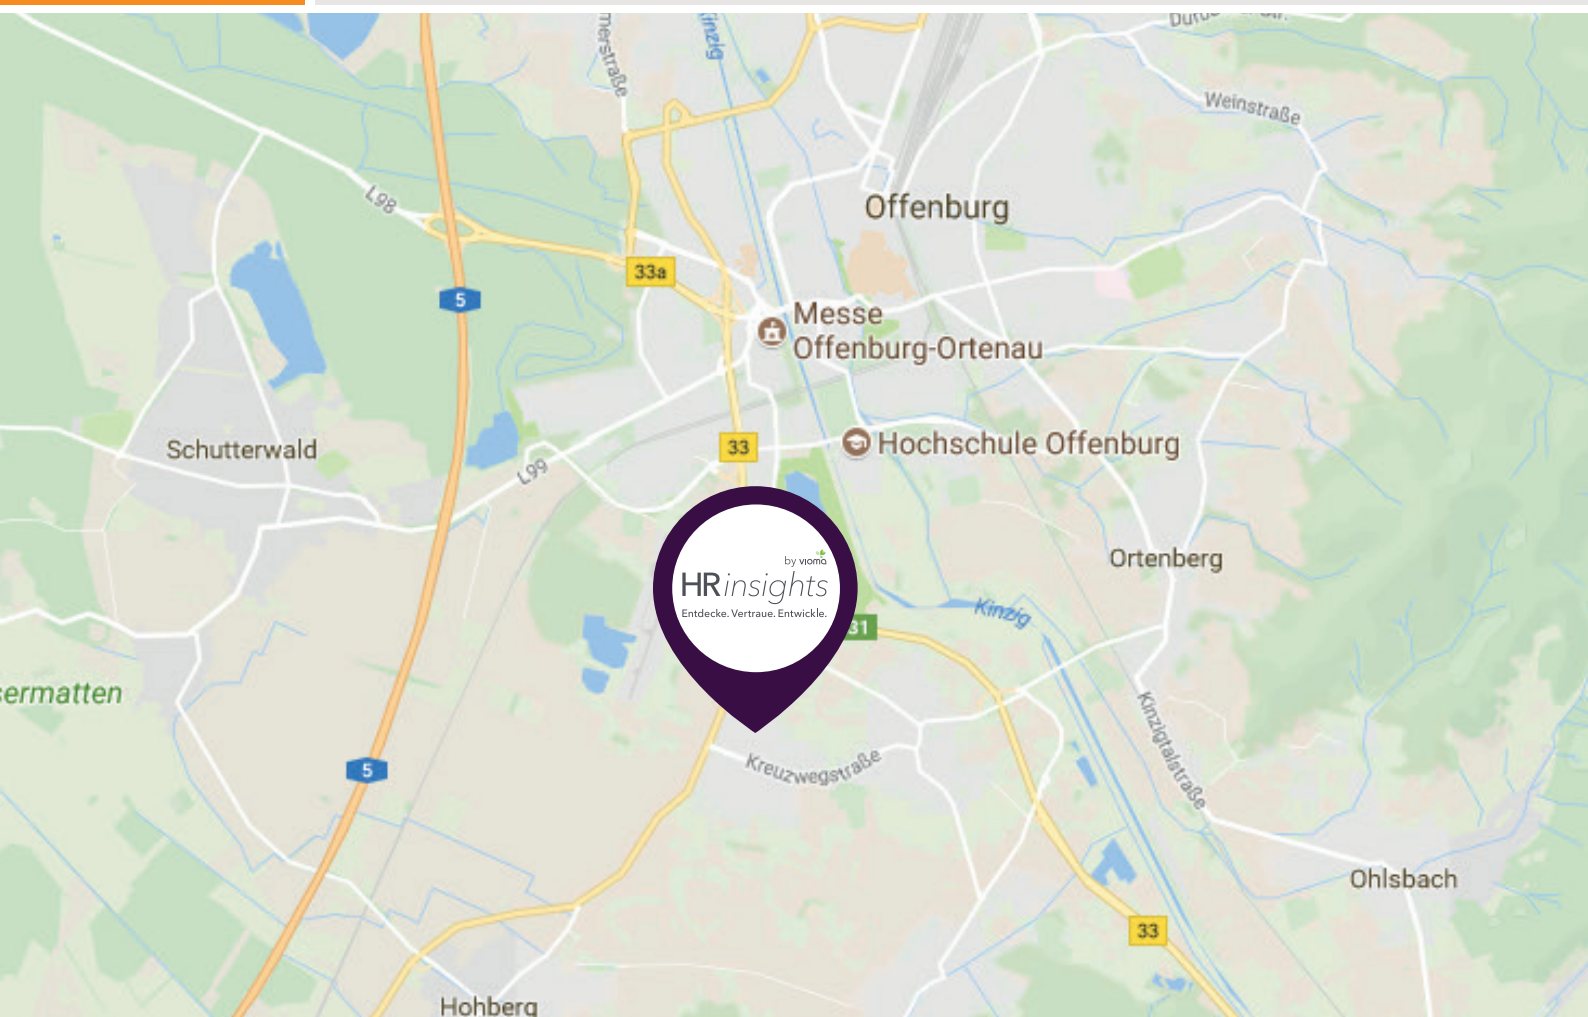 Kinzig
Weinstraße
L98
Offenburg
33a
5
Messe
Offenburg-Ortenau
Schutterwald
33
Hochschule Offenburg
L99
by vioma
HRinsights
Entdecke. Vertraue. Entwickle.
Ortenberg
Kinzig
31
Kinzigtalstraße
Kreuzwegstraße
5
Ohlsbach
33
Hohberg